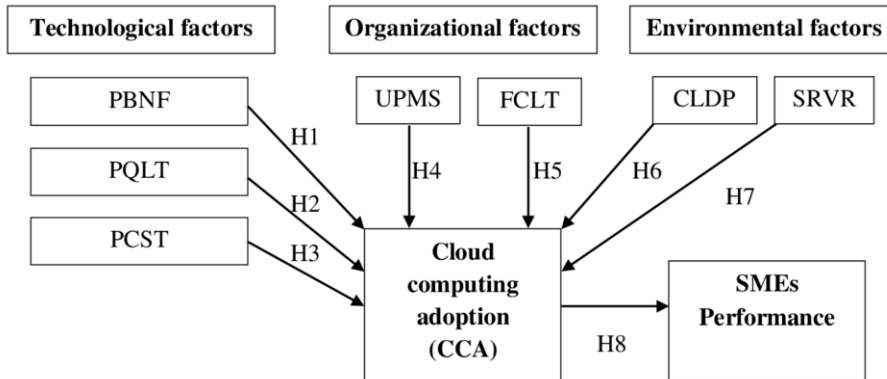 Technological factors
Organizational factors
Environmental factors
PBNF
UPMS
FCLT
CLDP
SRVR
H1
PQLT
H4
H5
H6
H2
H7
PCST
H3
Cloud
computing
adoption
(CCA)
SMEs
Performance
H8